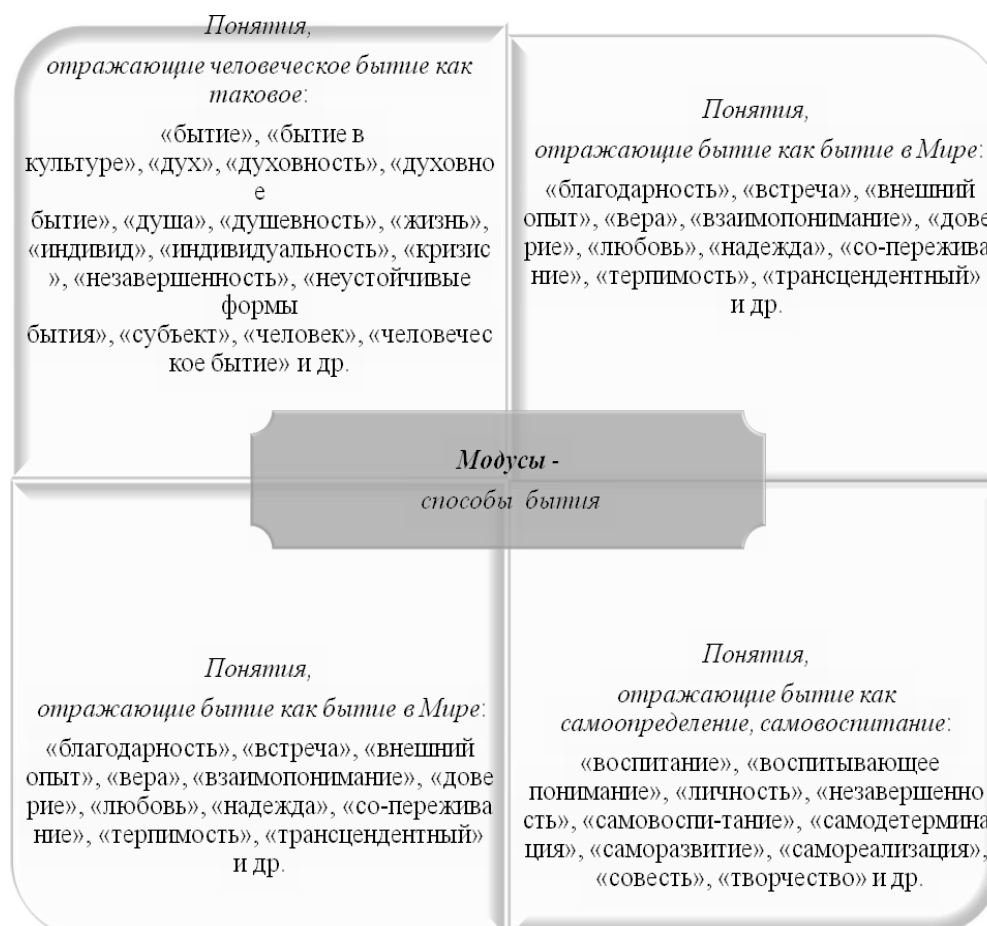 Понятия,
отражающие человеческое бытие как
таковое:
«бытие», «бытие в
культуре», «дух», «духовность», «духовно
е
бытие», «душа», «душевность», «жизнь»,
«индивид», «индивидуальность», «кризис
», «незавершенность», «неустойчивые
формы
бытия», «субъект», «человек», «человечес
кое бытие» и др.
Понятия,
отражающие бытие как бытие в Мире:
«благодарность», «встреча», «внешний
опыт», «вера», «взаимопонимание», «дове
рие», «любовь», «надежда», «со-пережива
ние», «терпимость», «трансцендентный»
и др.
Модусы -
способы бытия
Понятия,
отражающие бытие как бытие в Мире:
«благодарность», «встреча», «внешний
опыт», «вера», «взаимопонимание», «дове
рие», «любовь», «надежда», «со-пережива
ние», «терпимость», «трансцендентный»
и др.
Понятия,
отражающие бытие как
самоопределение, самовоспитание:
«воспитание», «воспитывающее
понимание», «личность», «незавершенно
сть», «самовоспи-тание», «самодетермина
ция», «саморазвитие», «самореализация»,
«совесть», «творчество» и др.